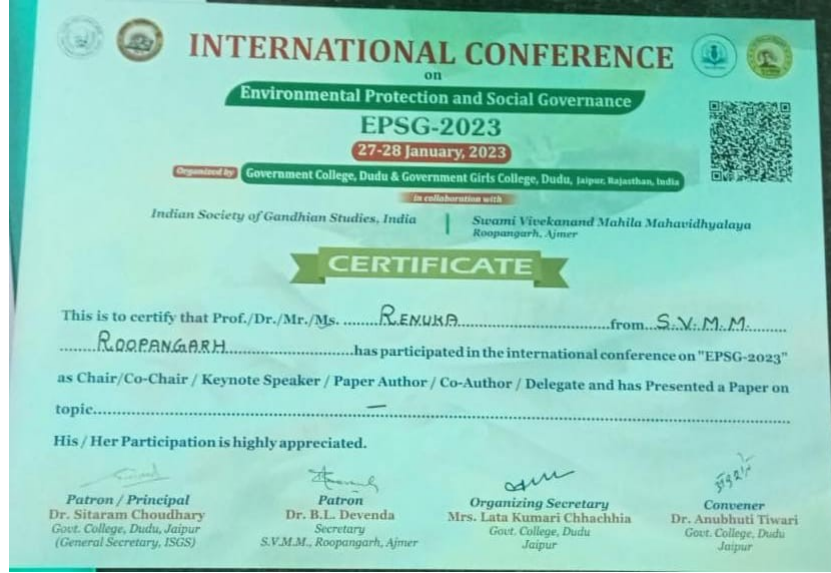 INTERNATIONAL CONFERENCE
on
Environmental Protection and Social Governance
EPSG-2023
27-28 January, 2023
Organized by Government College, Dudu & Government Girls College, Dudu, Jaipur, Rajasthan, India
in collaboration with
Indian Society of Gandhian Studies, India | Swami Vivekanand Mahila Mahavidhyalaya
Roopangarh, Ajmer
CERTIFICATE
This is to certify that Prof./Dr./Mr./Ms. ......RENUKA..............................from...S.V.M.M.......
......ROOPANGARH......................has participated in the international conference on "EPSG-2023"
as Chair/Co-Chair / Keynote Speaker / Paper Author / Co-Author / Delegate and has Presented a Paper on
topic..................—..................
His / Her Participation is highly appreciated.
Patron / Principal
Dr. Sitaram Choudhary
Govt. College, Dudu, Jaipur
(General Secretary, ISGS)
Patron
Dr. B.L. Devenda
Secretary
S.V.M.M., Roopangarh, Ajmer
Organizing Secretary
Mrs. Lata Kumari Chhachhia
Govt. College, Dudu
Jaipur
Convener
Dr. Anubhuti Tiwari
Govt. College, Dudu
Jaipur